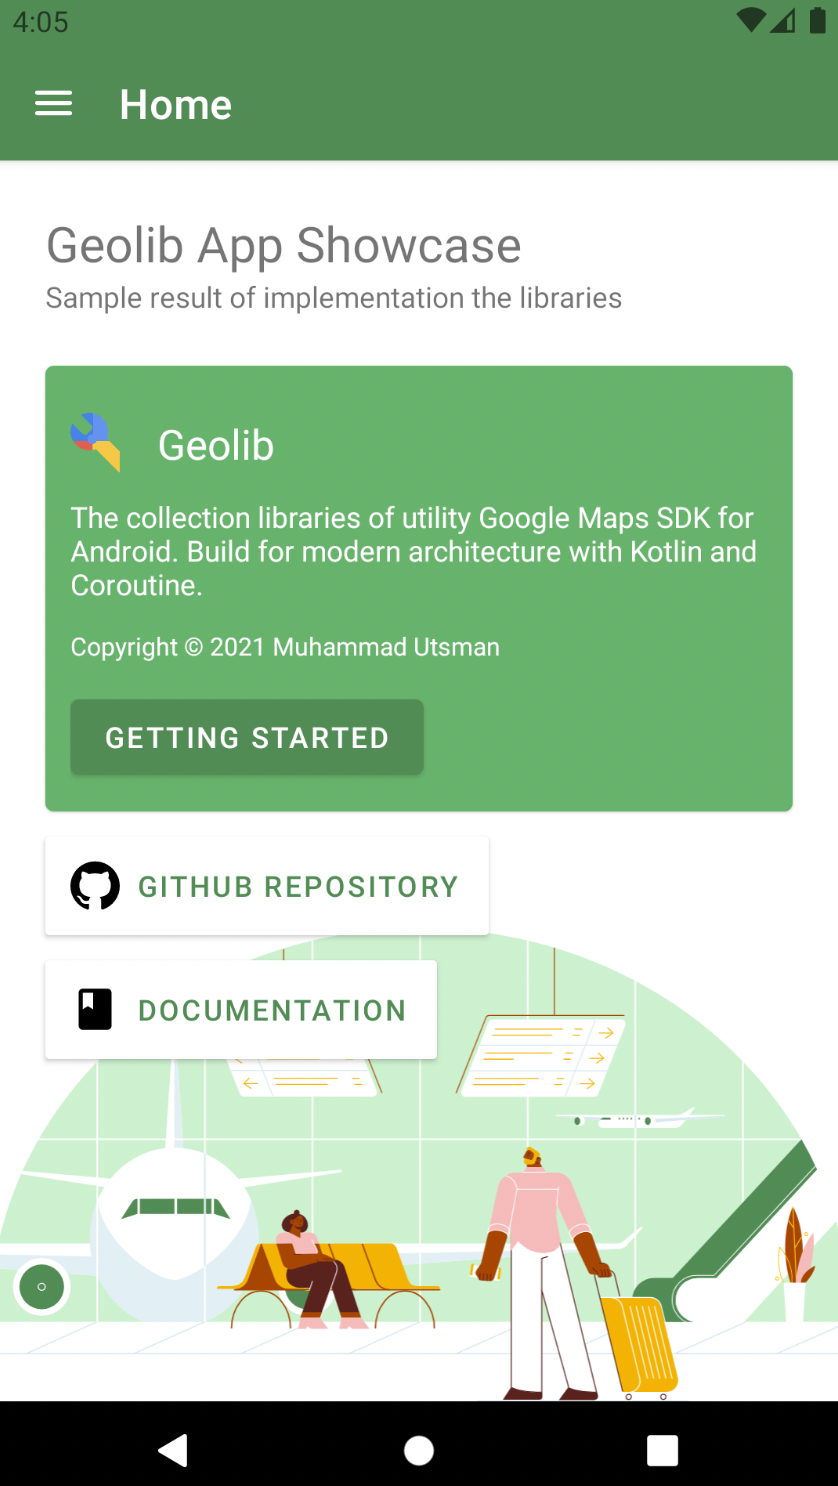 4:05
Home
Geolib App Showcase
Sample result of implementation the libraries
Geolib
The collection libraries of utility Google Maps SDK for
Android. Build for modern architecture with Kotlin and
Coroutine.
Copyright © 2021 Muhammad Utsman
GETTING STARTED
GITHUB REPOSITORY
DOCUMENTATION